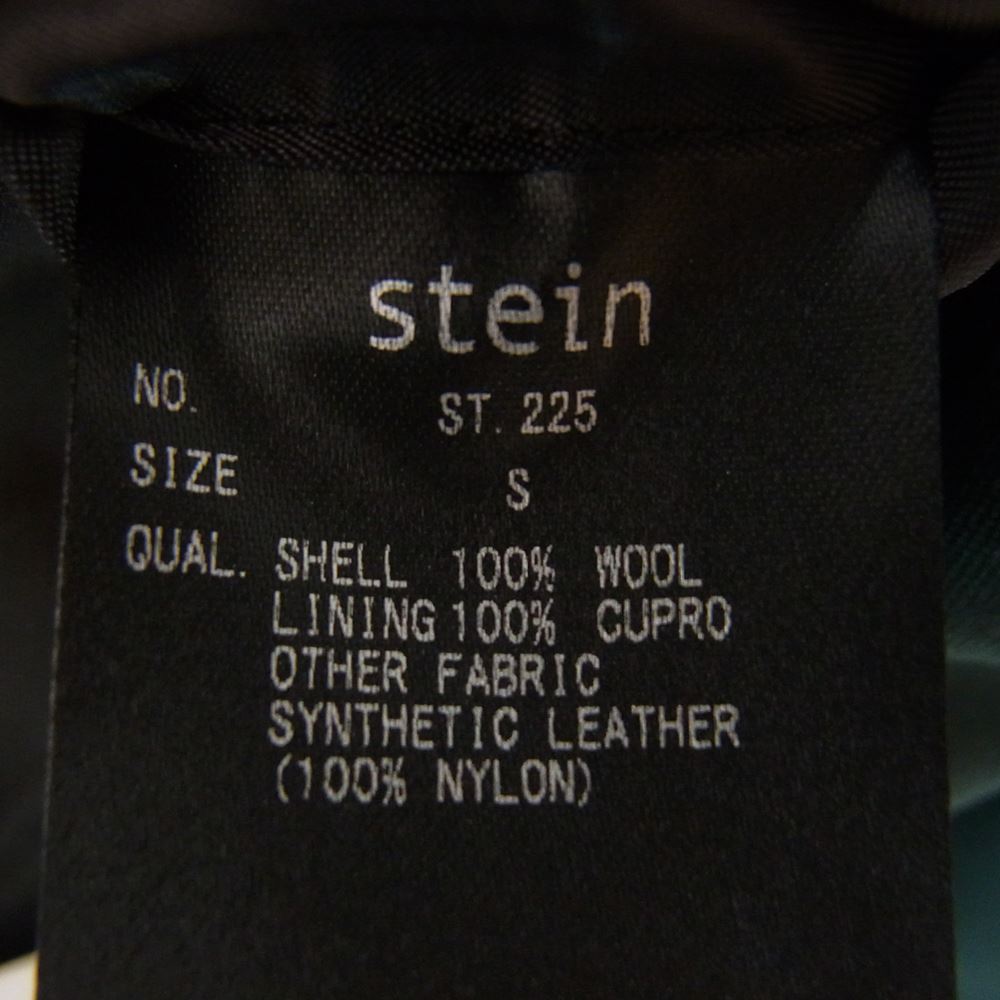 stein
NO. ST. 225
SIZE S
QUAL. SHELL 100% WOOL
LINING 100% CUPRO
OTHER FABRIC
SYNTHETIC LEATHER
(100% NYLON)